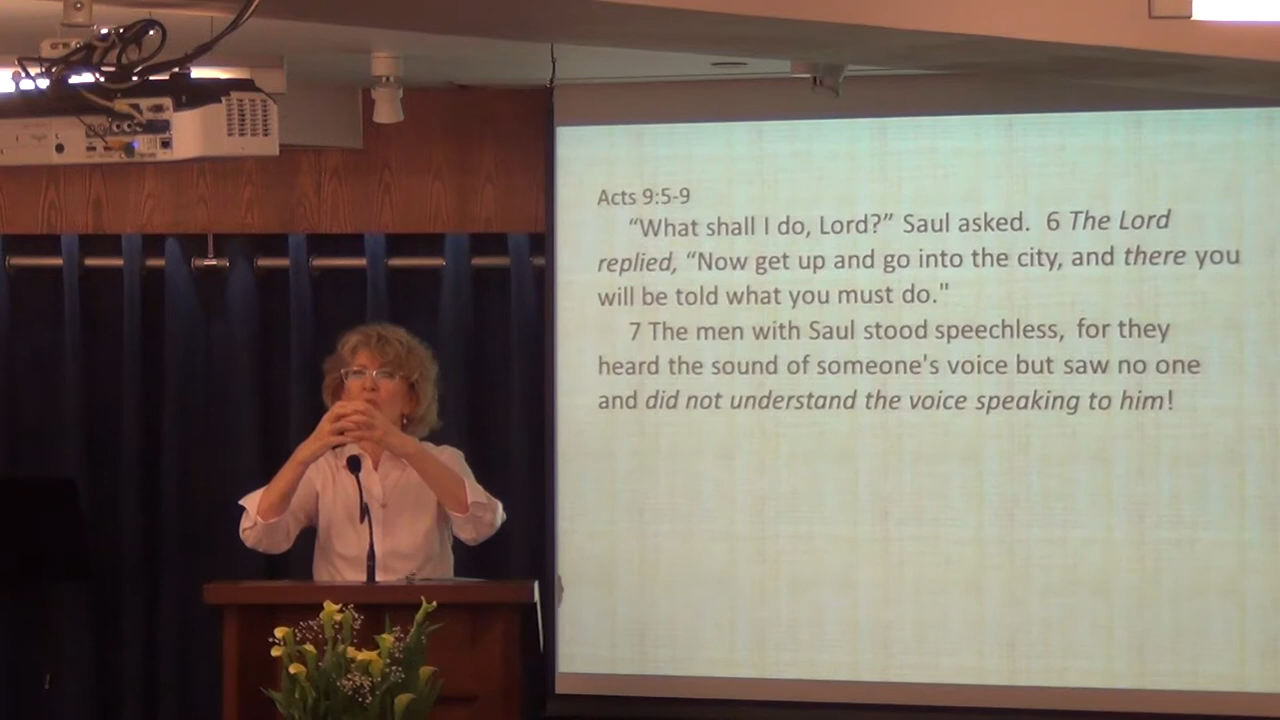 Acts 9:5-9
“What shall I do, Lord?” Saul asked.  6 The Lord
replied, “Now get up and go into the city, and there you
will be told what you must do."
7 The men with Saul stood speechless, for they
heard the sound of someone's voice but saw no one
and did not understand the voice speaking to him!